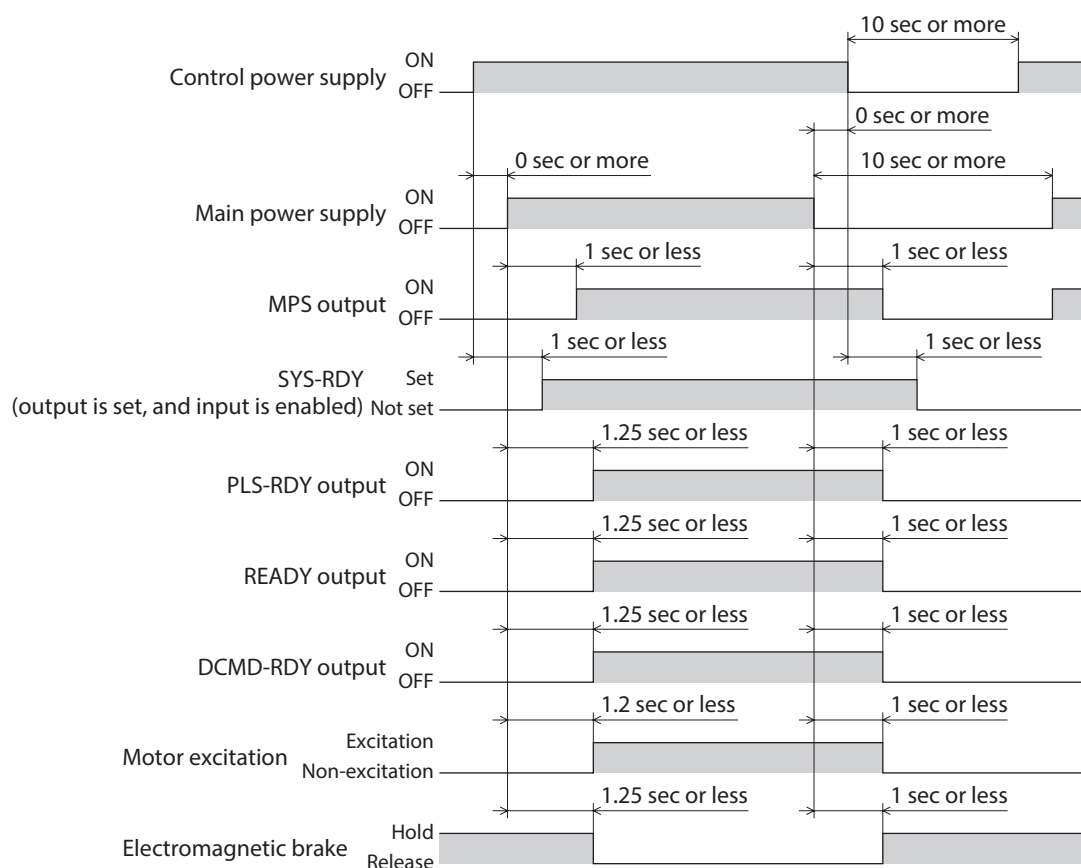 10 sec or more
Control power supply
ON
OFF
0 sec or more
0 sec or more
10 sec or more
Main power supply
ON
OFF
1 sec or less
1 sec or less
MPS output
ON
OFF
1 sec or less
1 sec or less
SYS-RDY
(output is set, and input is enabled)
Set
Not set
1.25 sec or less
1 sec or less
PLS-RDY output
ON
OFF
1.25 sec or less
1 sec or less
READY output
ON
OFF
1.25 sec or less
1 sec or less
DCMD-RDY output
ON
OFF
1.2 sec or less
1 sec or less
Motor excitation
Excitation
Non-excitation
1.25 sec or less
1 sec or less
Electromagnetic brake
Hold
Release